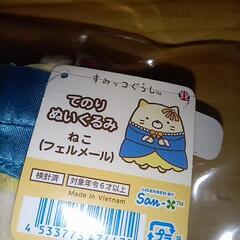 すみっコぐらし
てのり
ぬいぐるみ
ねこ
(フェルメール)
検針済
対象年令6才以上
Made in Vietnam
LICENSED BY
San-X
プラ